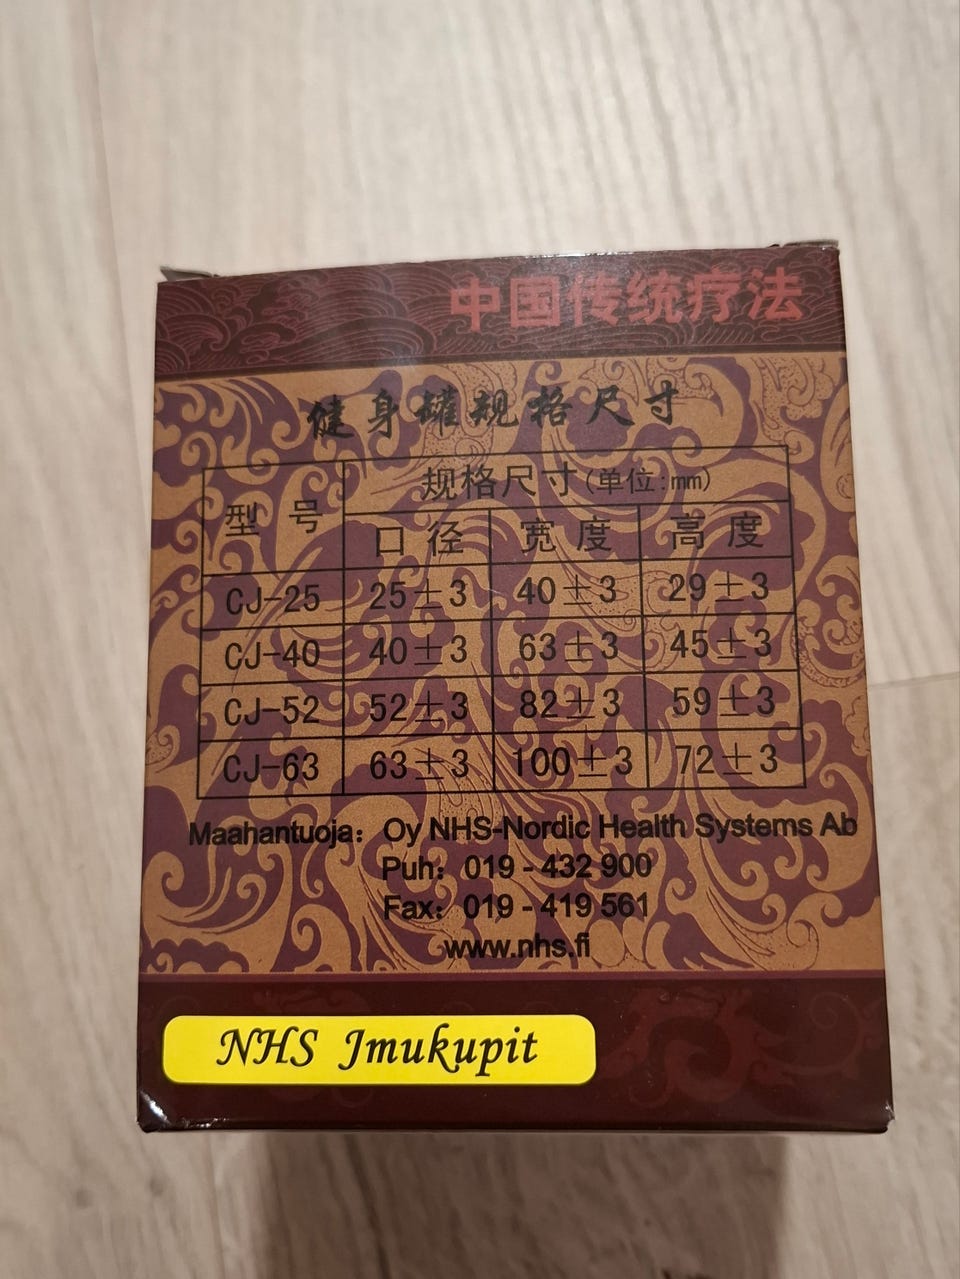 中国传统疗法
健身罐规格尺寸
型号 规格尺寸(单位:mm)
口径 宽度 高度
CJ-25 25±3 40±3 29±3
CJ-40 40±3 63±3 45±3
CJ-52 52±3 82±3 59±3
CJ-63 63±3 100±3 72±3
Maahantuoja: Oy NHS-Nordic Health Systems Ab
Puh: 019 - 432 900
Fax: 019 - 419 561
www.nhs.fi
NHS Jmukupit